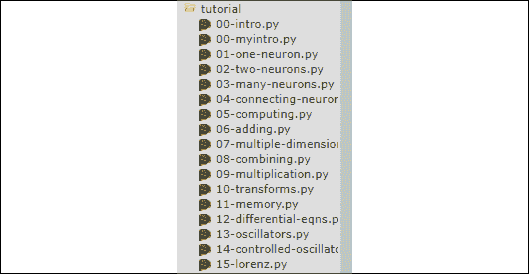 tutorial
00-intro.py
00-myintro.py
01-one-neuron.py
02-two-neurons.py
03-many-neurons.py
04-connecting-neuron
05-computing.py
06-adding.py
07-multiple-dimension
08-combining.py
09-multiplication.py
10-transforms.py
11-memory.py
12-differential-eqns.p
13-oscillators.py
14-controlled-oscillato
15-lorenz.py